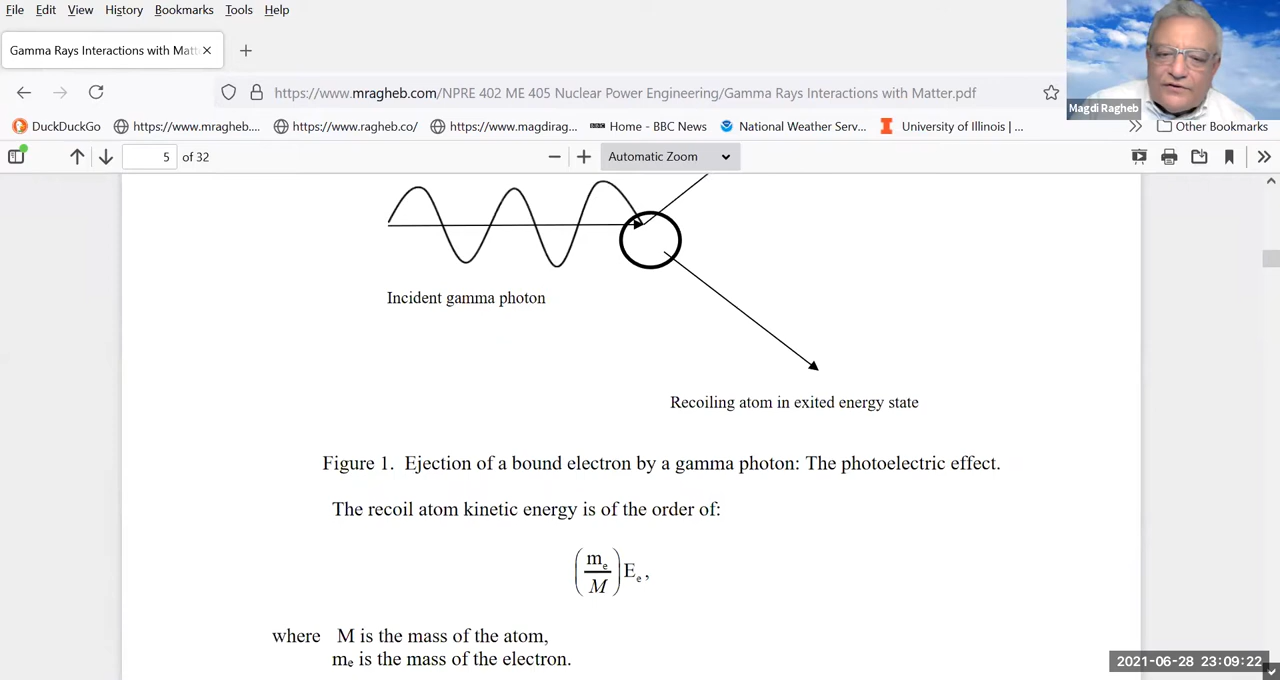 File Edit View History Bookmarks Tools Help
Gamma Rays Interactions with Matt
https://www.mragheb.com/NPRE 402 ME 405 Nuclear Power Engineering/Gamma Rays Interactions with Matter.pdf
Magdi Ragheb
DuckDuckGo https://www.mragheb.... https://www.ragheb.co/ https://www.magdirag... BBC Home - BBC News National Weather Serv... University of Illinois | ... Other Bookmarks
5 of 32 Automatic Zoom
Incident gamma photon
Recoiling atom in exited energy state
Figure 1. Ejection of a bound electron by a gamma photon: The photoelectric effect.
The recoil atom kinetic energy is of the order of:
(mₑ/M) Eₑ,
where M is the mass of the atom,
mₑ is the mass of the electron.
2021-06-28 23:09:22